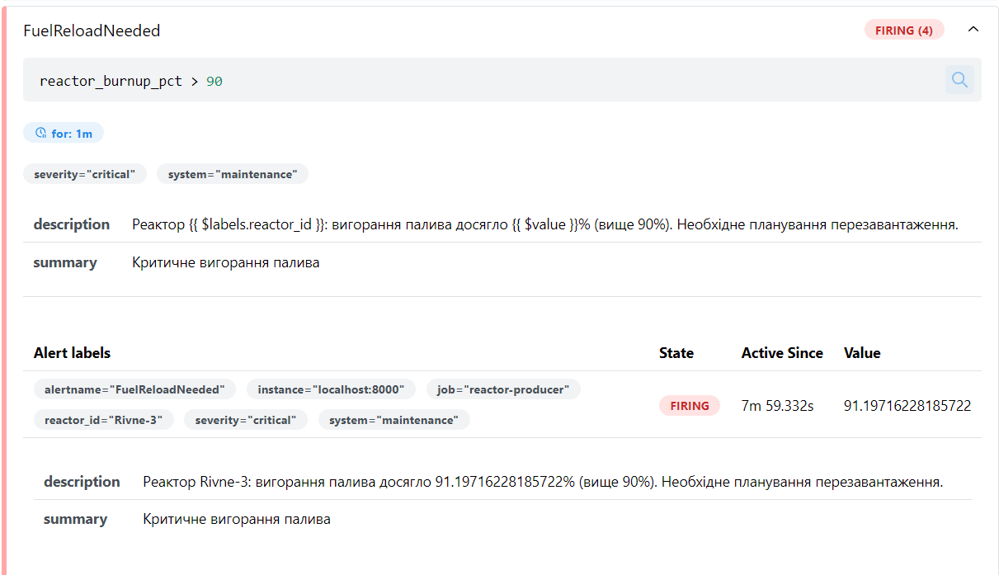 FuelReloadNeeded FIRING (4)
reactor_burnup_pct > 90
for: 1m
severity="critical" system="maintenance"
description Реактор {{ $labels.reactor_id }}: вигорання палива досягло {{ $value }}% (вище 90%). Необхідне планування перезавантаження.
summary Критичне вигорання палива
Alert labels State Active Since Value
alertname="FuelReloadNeeded" instance="localhost:8000" job="reactor-producer"
FIRING 7m 59.332s 91.19716228185722
reactor_id="Rivne-3" severity="critical" system="maintenance"
description Реактор Rivne-3: вигорання палива досягло 91.19716228185722% (вище 90%). Необхідне планування перезавантаження.
summary Критичне вигорання палива